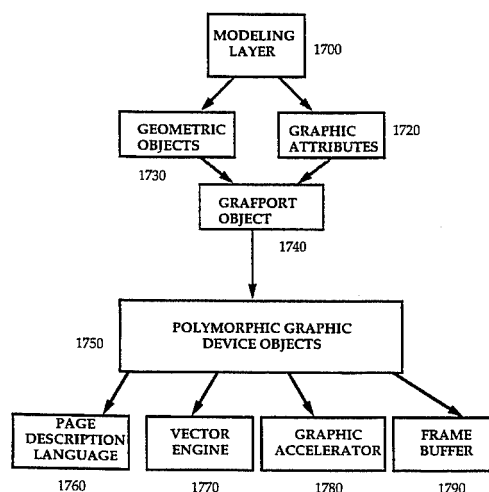 MODELING
LAYER
1700
GEOMETRIC
OBJECTS
GRAPHIC
ATTRIBUTES
1720
1730
GRAFPORT
OBJECT
1740
1750
POLYMORPHIC GRAPHIC
DEVICE OBJECTS
PAGE
DESCRIPTION
LANGUAGE
VECTOR
ENGINE
GRAPHIC
ACCELERATOR
FRAME
BUFFER
1760
1770
1780
1790